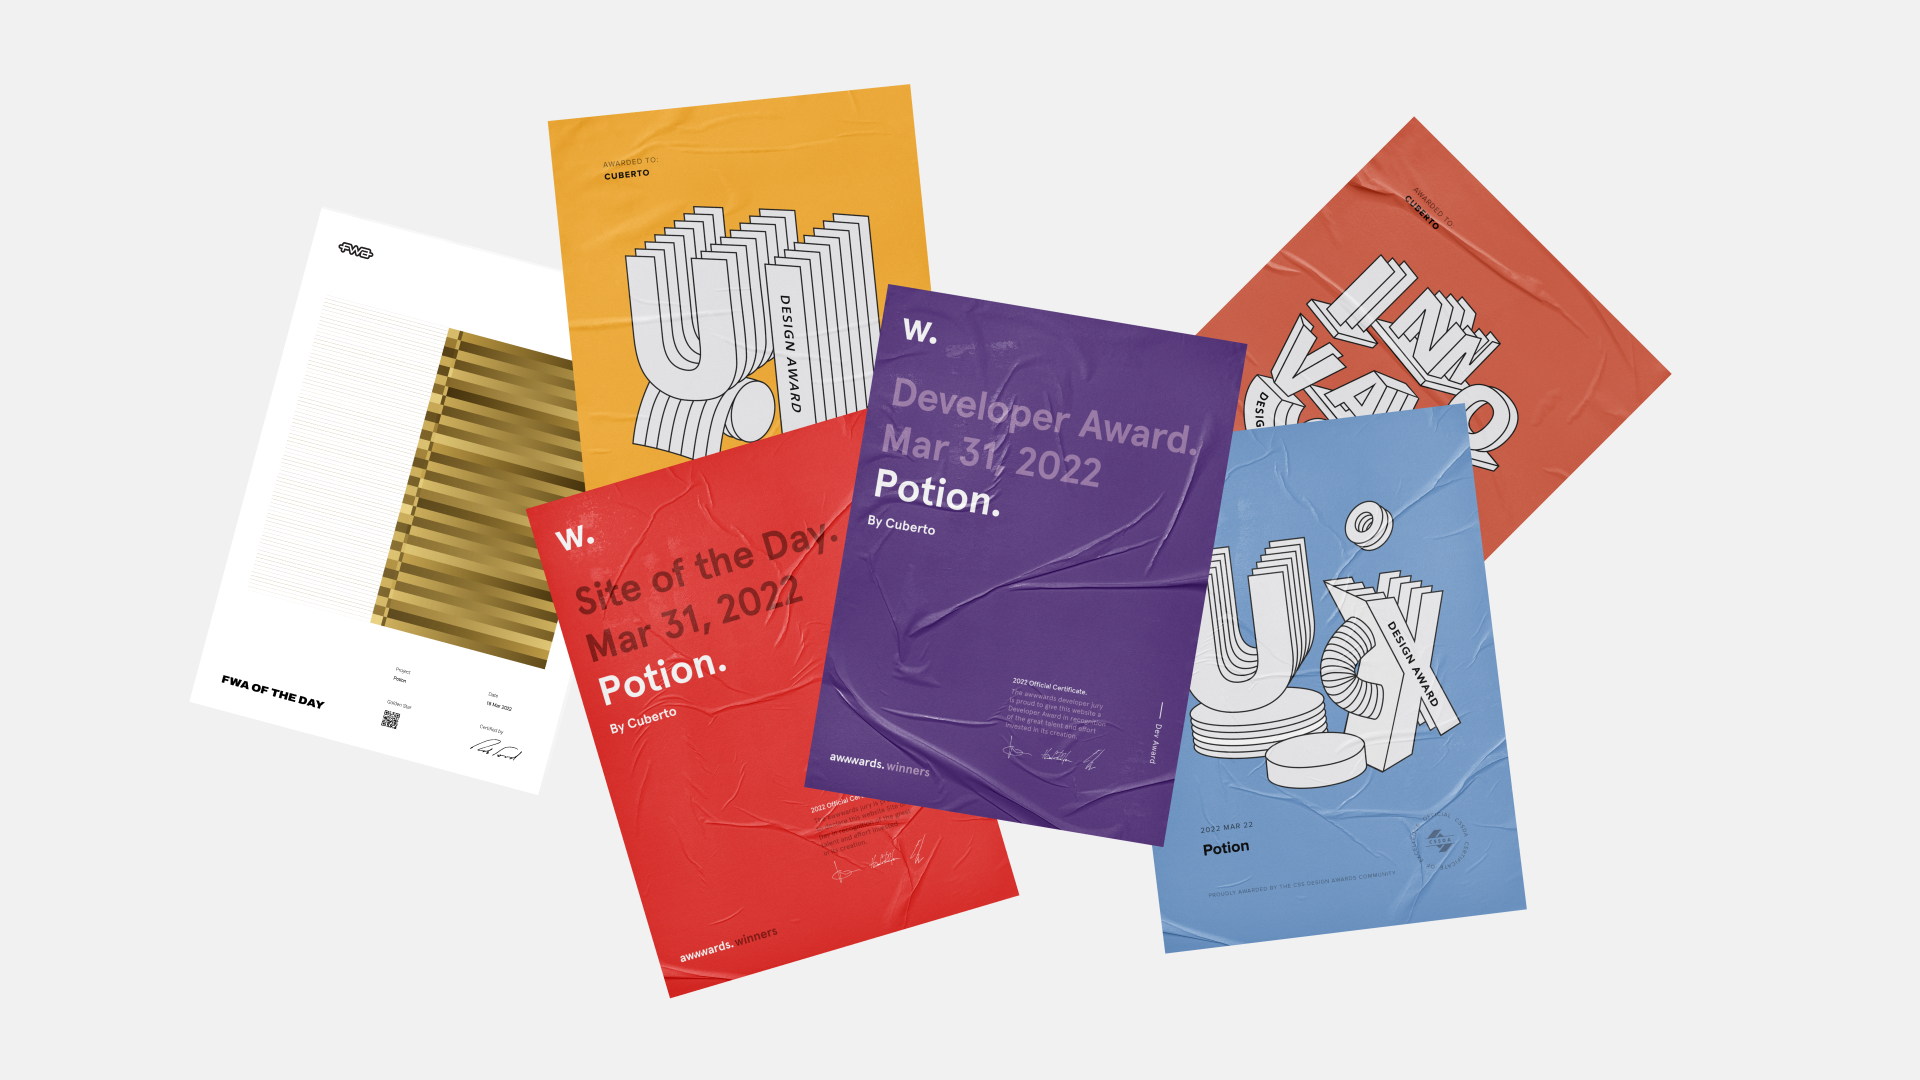 FWA
FWA OF THE DAY
Project
Potion
Golden Star
Date
18 Mar 2022
Certified by
AWARDED TO:
CUBERTO
UI
DESIGN AWARD
W.
Site of the Day.
Mar 31, 2022
Potion.
By Cuberto
2022 Official
awwwards. winners
W.
Developer Award.
Mar 31, 2022
Potion.
By Cuberto
2022 Official Certificate.
The awwwards developer jury
is proud to give this website a
Developer Award in recognition
of the great talent and effort
invested in its creation.
Dev Award
awwwards. winners
AWARDED TO:
CUBERTO
INN
O
VA
UX
DESIGN AWARD
2022 MAR 22
Potion
PROUDLY AWARDED BY THE CSS DESIGN AWARDS COMMUNITY